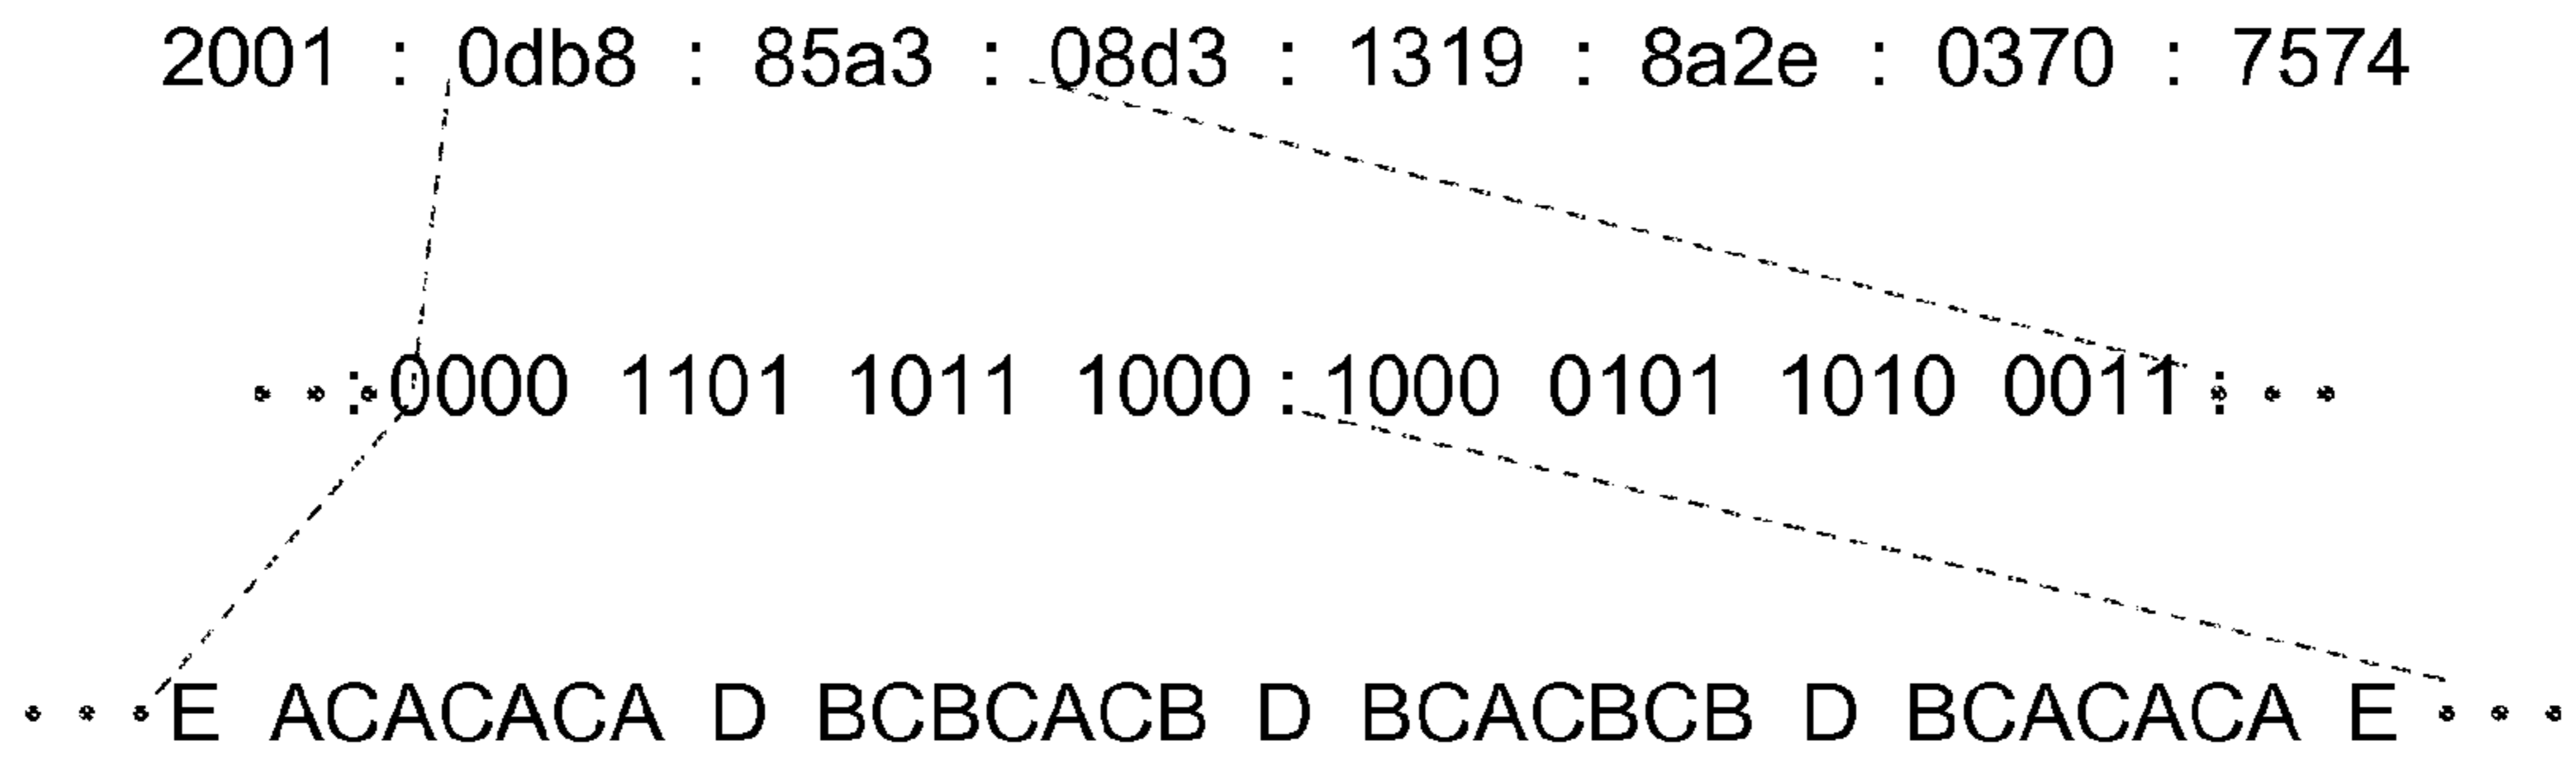 2001 : 0db8 : 85a3 : 08d3 : 1319 : 8a2e : 0370 : 7574
:0000 1101 1011 1000 : 1000 0101 1010 0011 :
E ACACACA D BCBCACB D BCACBCB D BCACACA E